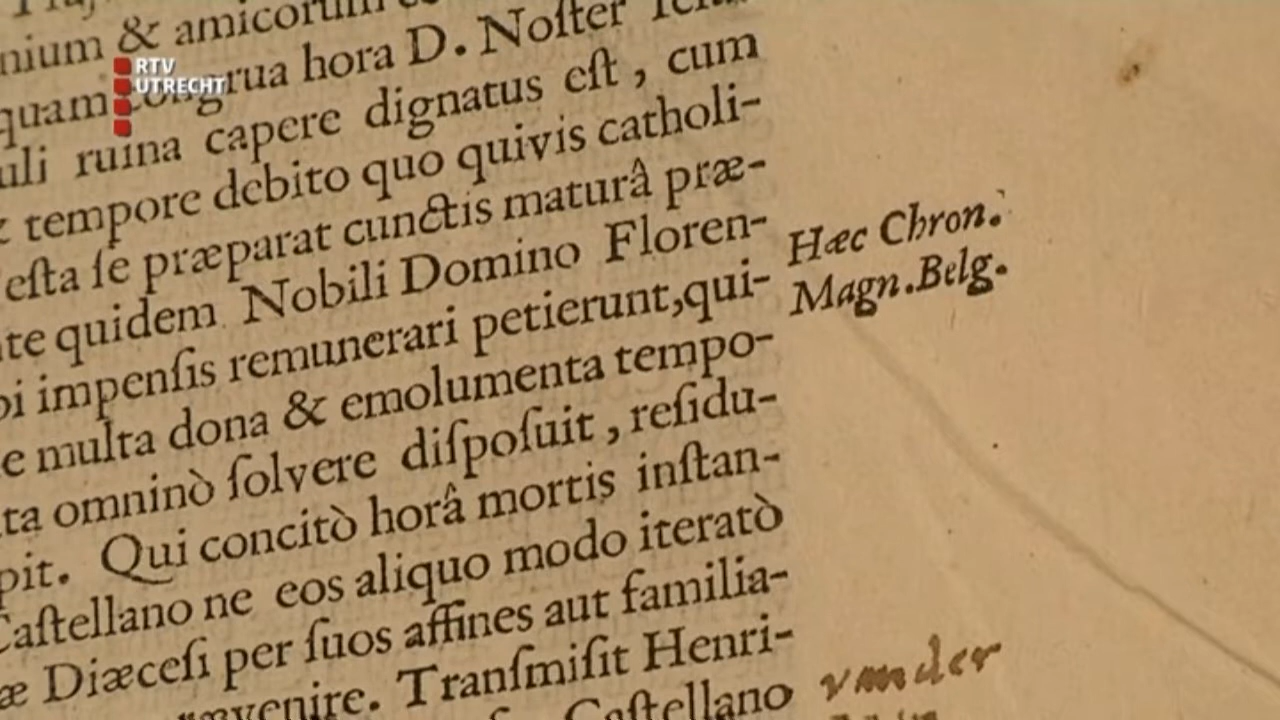 nium & amicorum
quam congrua hora D. Noſter
uli ruina capere dignatus eſt, cum
tempore debito quo quivis catholi-
eſta ſe præparat cunctis maturâ præ-
te quidem Nobili Domino Floren-
pi impenſis remunerari petierunt,qui-
e multa dona & emolumenta tempo-
ta omninò ſolvere diſpoſuit, reſidu-
pit. Qui concitò horâ mortis inſtan-
Caſtellano ne eos aliquo modo iteratò
æ Diæceſi per ſuos affines aut familia-
venire. Tranſmiſit Henri-
Caſtellano
Hæc Chron.
Magn.Belg.
vander
RTV
UTRECHT